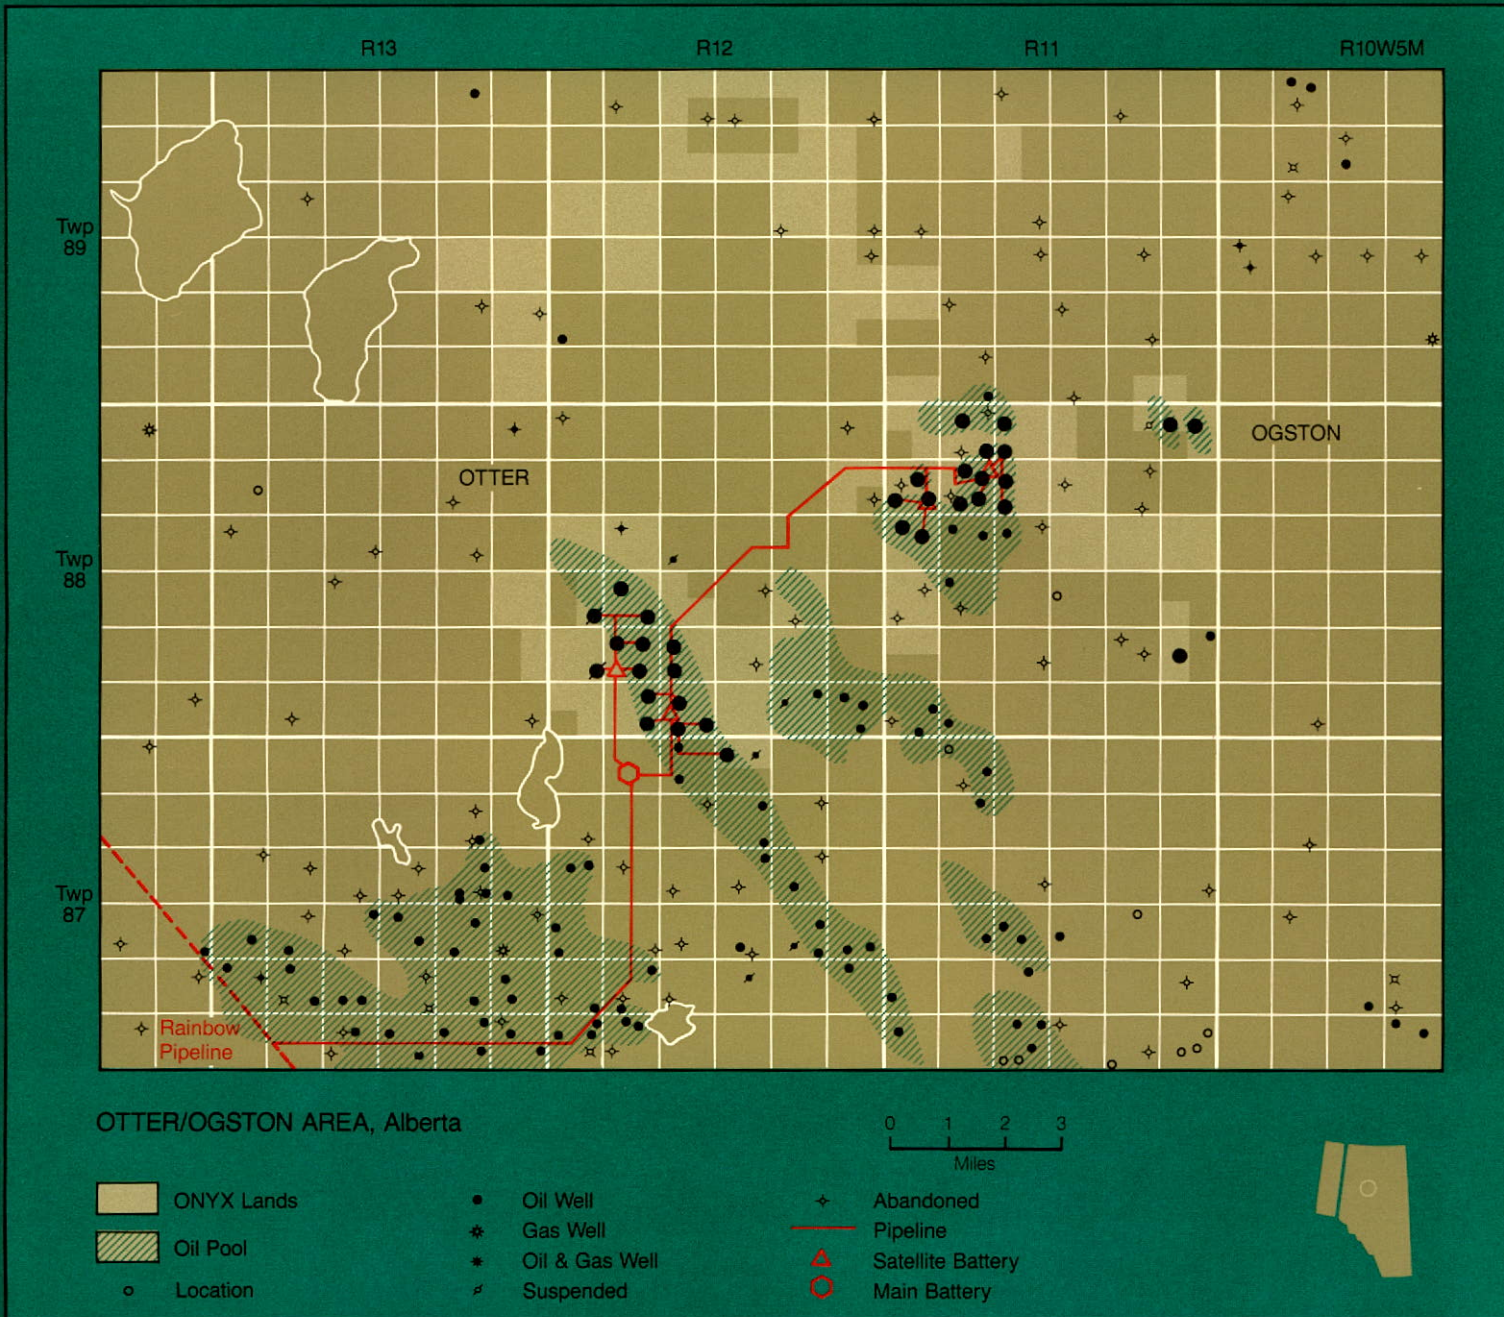 R13 R12 R11 R10W5M
Twp
89
OGSTON
OTTER
Twp
88
Twp
87
Rainbow
Pipeline
OTTER/OGSTON AREA, Alberta
0 1 2 3
Miles
ONYX Lands
Oil Pool
Location
Oil Well
Gas Well
Oil & Gas Well
Suspended
Abandoned
Pipeline
Satellite Battery
Main Battery